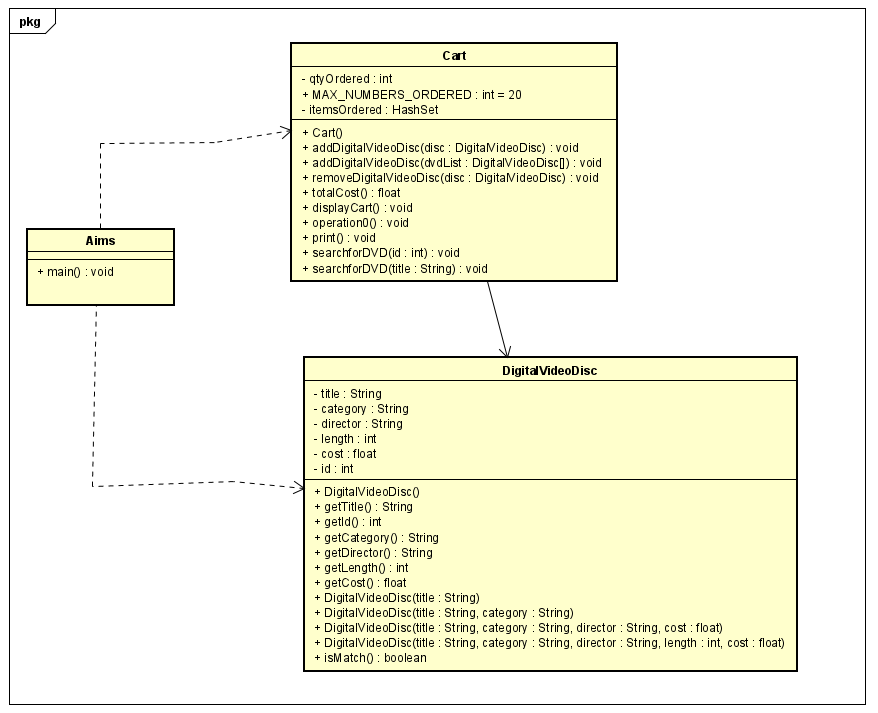 pkg
Cart
- qtyOrdered : int
+ MAX_NUMBERS_ORDERED : int = 20
- itemsOrdered : HashSet
+ Cart()
+ addDigitalVideoDisc(disc : DigitalVideoDisc) : void
+ addDigitalVideoDisc(dvdList : DigitalVideoDisc[]) : void
+ removeDigitalVideoDisc(disc : DigitalVideoDisc) : void
+ totalCost() : float
+ displayCart() : void
+ operation0() : void
+ print() : void
+ searchforDVD(id : int) : void
+ searchforDVD(title : String) : void
Aims
+ main() : void
DigitalVideoDisc
- title : String
- category : String
- director : String
- length : int
- cost : float
- id : int
+ DigitalVideoDisc()
+ getTitle() : String
+ getId() : int
+ getCategory() : String
+ getDirector() : String
+ getLength() : int
+ getCost() : float
+ DigitalVideoDisc(title : String)
+ DigitalVideoDisc(title : String, category : String)
+ DigitalVideoDisc(title : String, category : String, director : String, cost : float)
+ DigitalVideoDisc(title : String, category : String, director : String, length : int, cost : float)
+ isMatch() : boolean